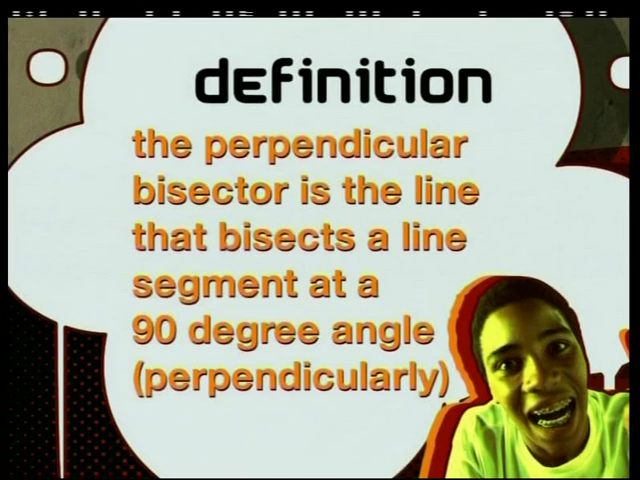 definition
the perpendicular
bisector is the line
that bisects a line
segment at a
90 degree angle
(perpendicularly)